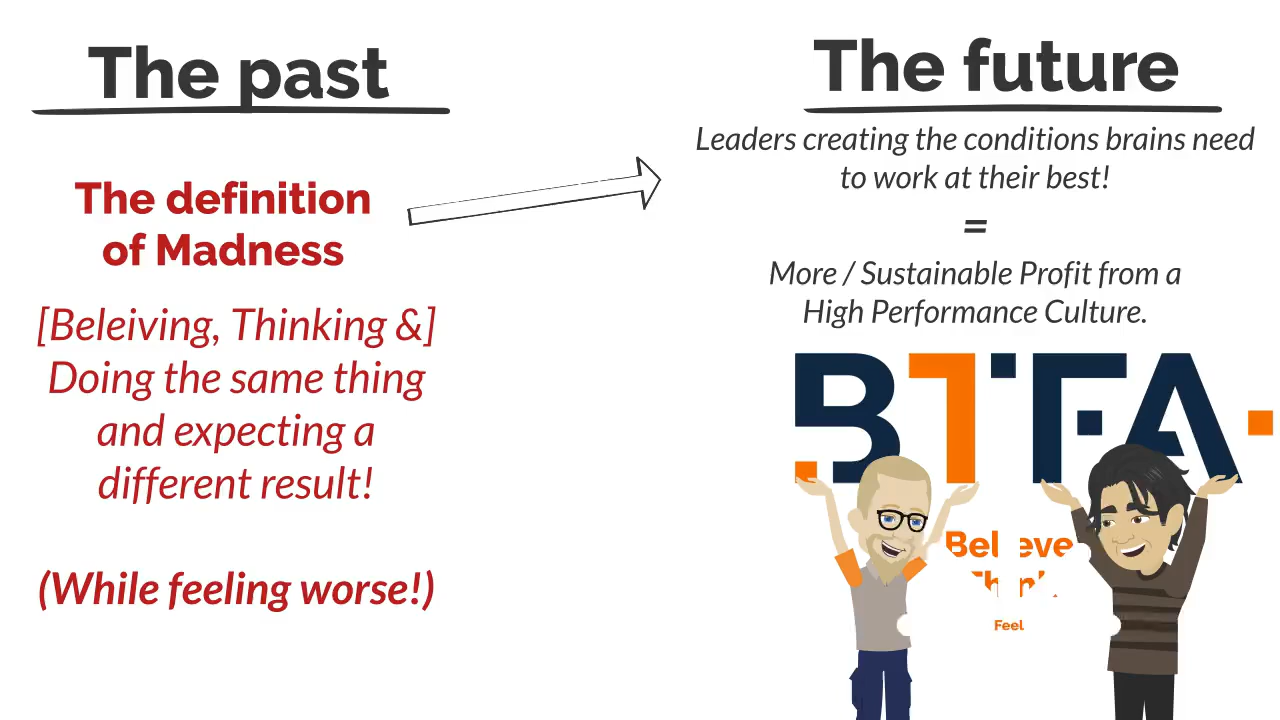 The past
The definition
of Madness
[Beleiving, Thinking &]
Doing the same thing
and expecting a
different result!
(While feeling worse!)
The future
Leaders creating the conditions brains need
to work at their best!
=
More / Sustainable Profit from a
High Performance Culture.
BTFA
Feel